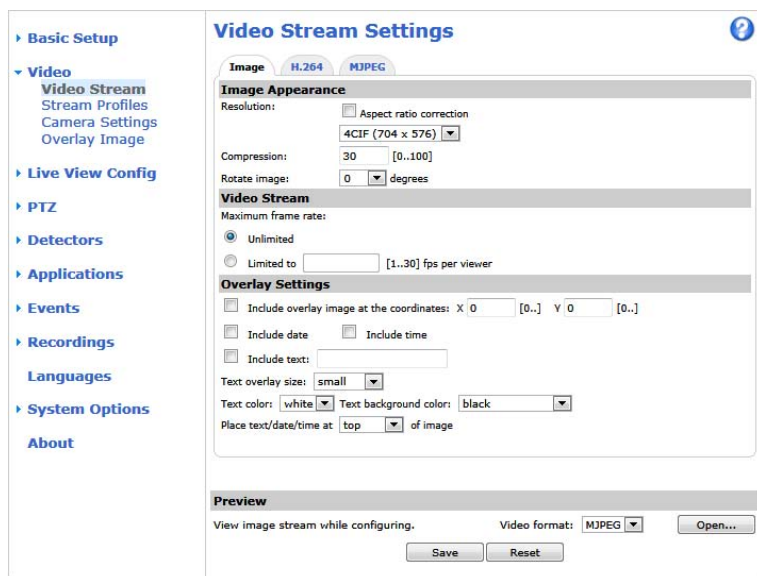 Basic Setup
Video
Video Stream
Stream Profiles
Camera Settings
Overlay Image
Live View Config
PTZ
Detectors
Applications
Events
Recordings
Languages
System Options
About
Video Stream Settings
?
Image H.264 MJPEG
Image Appearance
Resolution: Aspect ratio correction
4CIF (704 x 576)
Compression: 30 [0..100]
Rotate image: 0 degrees
Video Stream
Maximum frame rate:
Unlimited
Limited to [1..30] fps per viewer
Overlay Settings
Include overlay image at the coordinates: X 0 [0..] Y 0 [0..]
Include date Include time
Include text:
Text overlay size: small
Text color: white Text background color: black
Place text/date/time at top of image
Preview
View image stream while configuring. Video format: MJPEG Open...
Save Reset